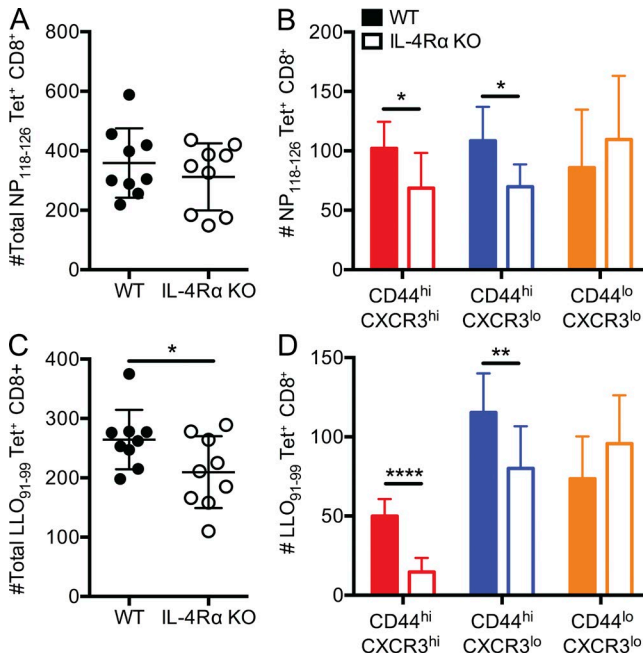 A
#Total NP118-126 Tet+ CD8+
800
600
400
200
0
WT
IL-4Rα KO
B
WT
IL-4Rα KO
# NP118-126 Tet+ CD8+
200
150
100
50
0
*
*
CD44hi
CXCR3hi
CD44hi
CXCR3lo
CD44lo
CXCR3lo
C
#Total LLO91-99 Tet+ CD8+
400
300
200
100
0
*
WT
IL-4Rα KO
D
# LLO91-99 Tet+ CD8+
150
100
50
0
****
**
CD44hi
CXCR3hi
CD44hi
CXCR3lo
CD44lo
CXCR3lo